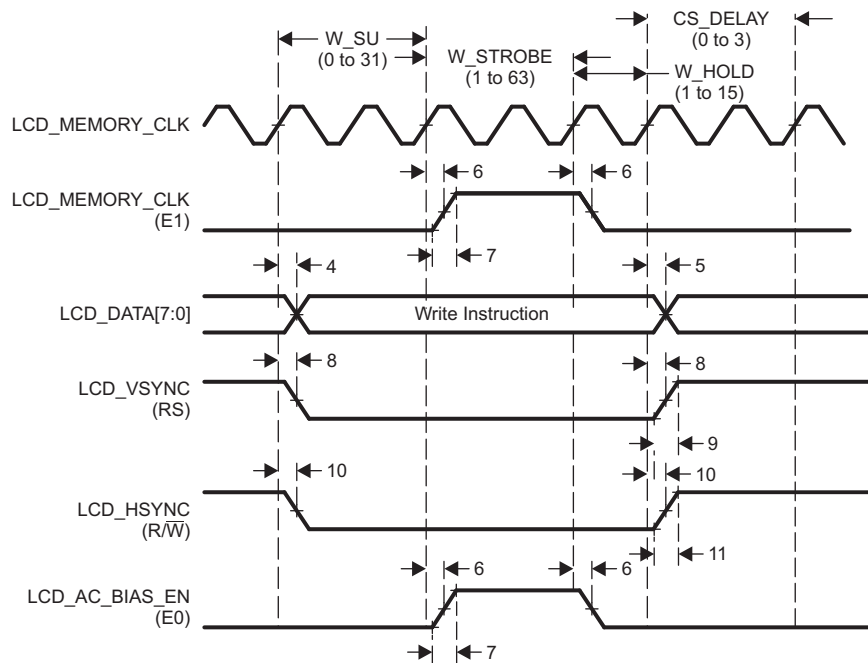 W_SU
(0 to 31)
CS_DELAY
(0 to 3)
W_STROBE
(1 to 63)
W_HOLD
(1 to 15)
LCD_MEMORY_CLK
LCD_MEMORY_CLK
(E1)
6
6
7
LCD_DATA[7:0]
4
5
Write Instruction
LCD_VSYNC
(RS)
8
8
9
LCD_HSYNC
(R/W̅)
10
10
11
LCD_AC_BIAS_EN
(E0)
6
6
7